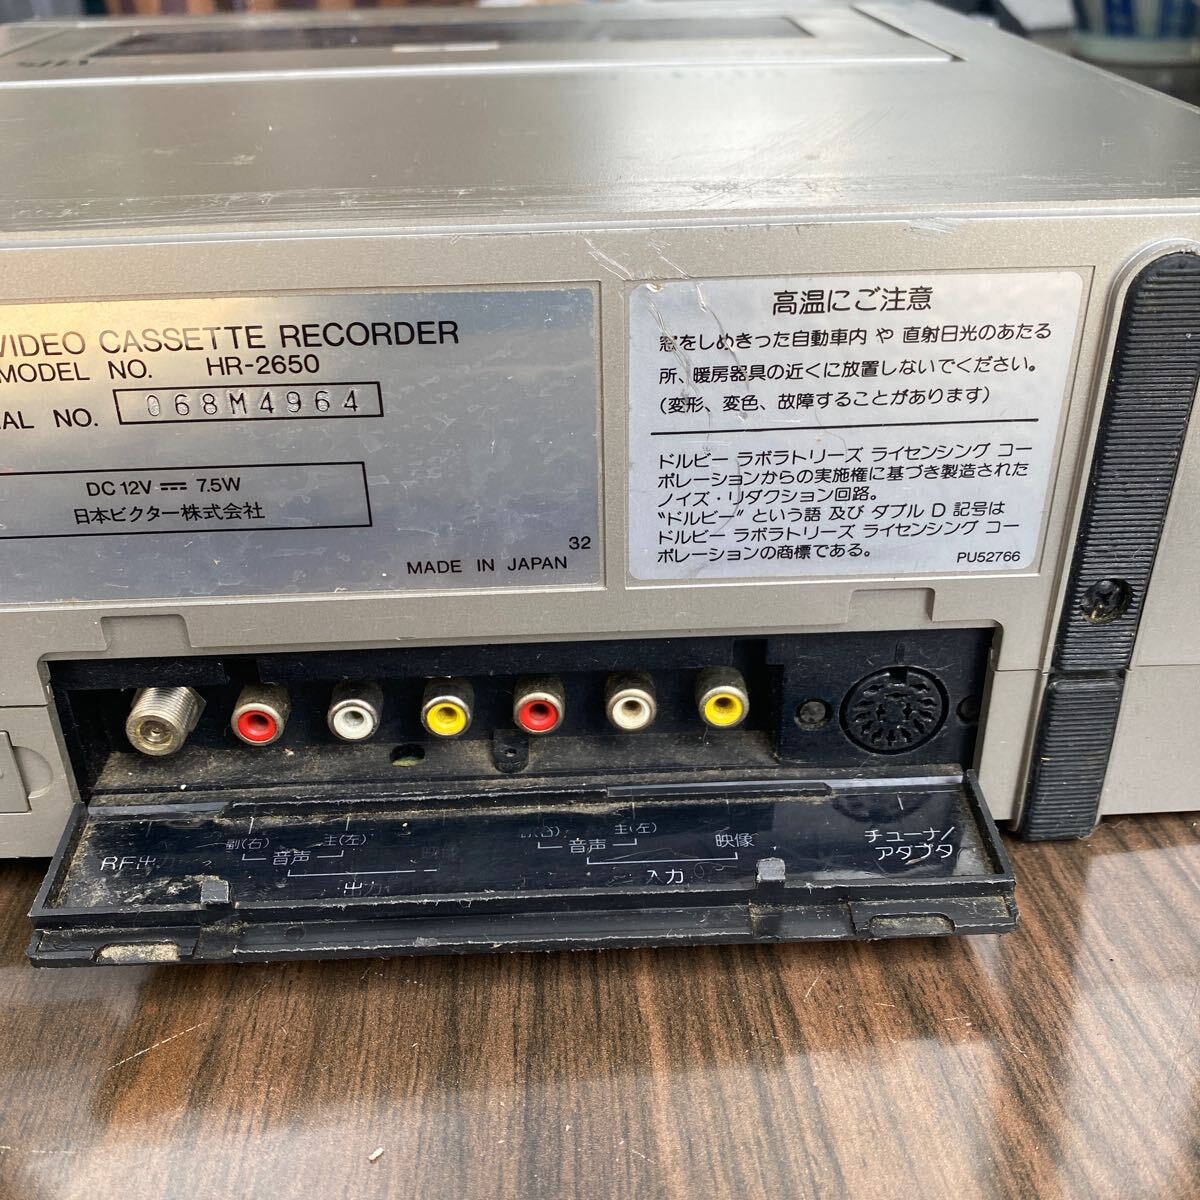 VIDEO CASSETTE RECORDER
MODEL NO. HR-2650
NO. 068M4964
DC 12V 7.5W
日本ビクター株式会社
32
MADE IN JAPAN
高温にご注意
窓をしめきった自動車内 や 直射日光のあたる
所、暖房器具の近くに放置しないでください。
(変形、変色、故障することがあります)
ドルビー ラボラトリーズ ライセンシング コー
ポレーションからの実施権に基づき製造された
ノイズ・リダクション回路。
“ドルビー” という語 及び ダブル D 記号は
ドルビー ラボラトリーズ ライセンシング コー
ポレーションの商標である。
PU52766
RF出力
副(右) 主(左)
音声
出力
主(左)
音声
映像
入力
チューナ/
アダプタ